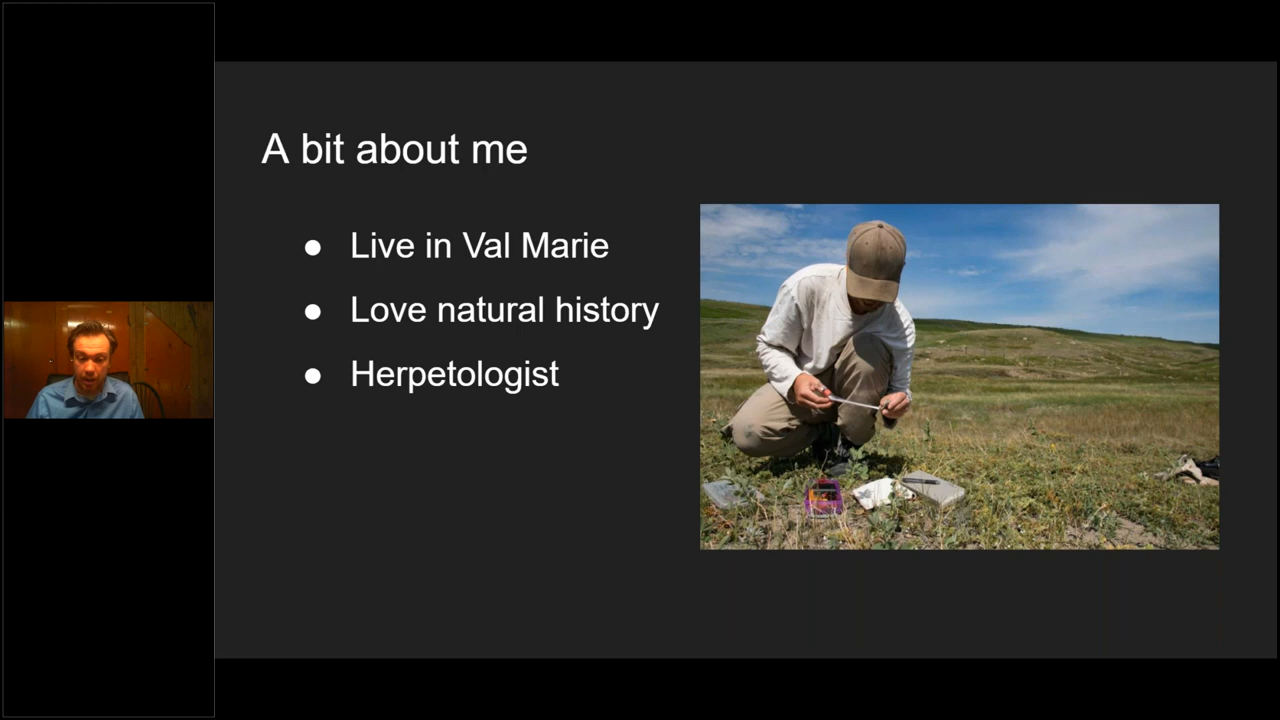 A bit about me
● Live in Val Marie
● Love natural history
● Herpetologist